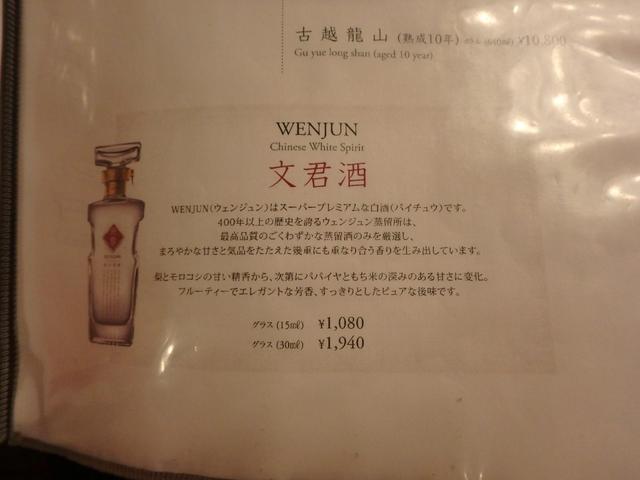 古越龍山 (熟成10年) ボトル (640㎖) ¥10,800
Gu yue long shan (aged 10 year)
WENJUN
Chinese White Spirit
文君酒
WENJUN(ウェンジュン)はスーパープレミアムな白酒(パイチュウ)です。
400年以上の歴史を誇るウェンジュン蒸留所は、
最高品質のごくわずかな蒸留酒のみを厳選し、
まろやかな甘さと気品をたたえた幾重にも重なり合う香りを生み出しています。
梨とモロコシの甘い精香から、次第にパパイヤともち米の深みのある甘さに変化。
フルーティーでエレガントな芳香、すっきりとしたピュアな後味です。
グラス (15㎖) ¥1,080
グラス (30㎖) ¥1,940